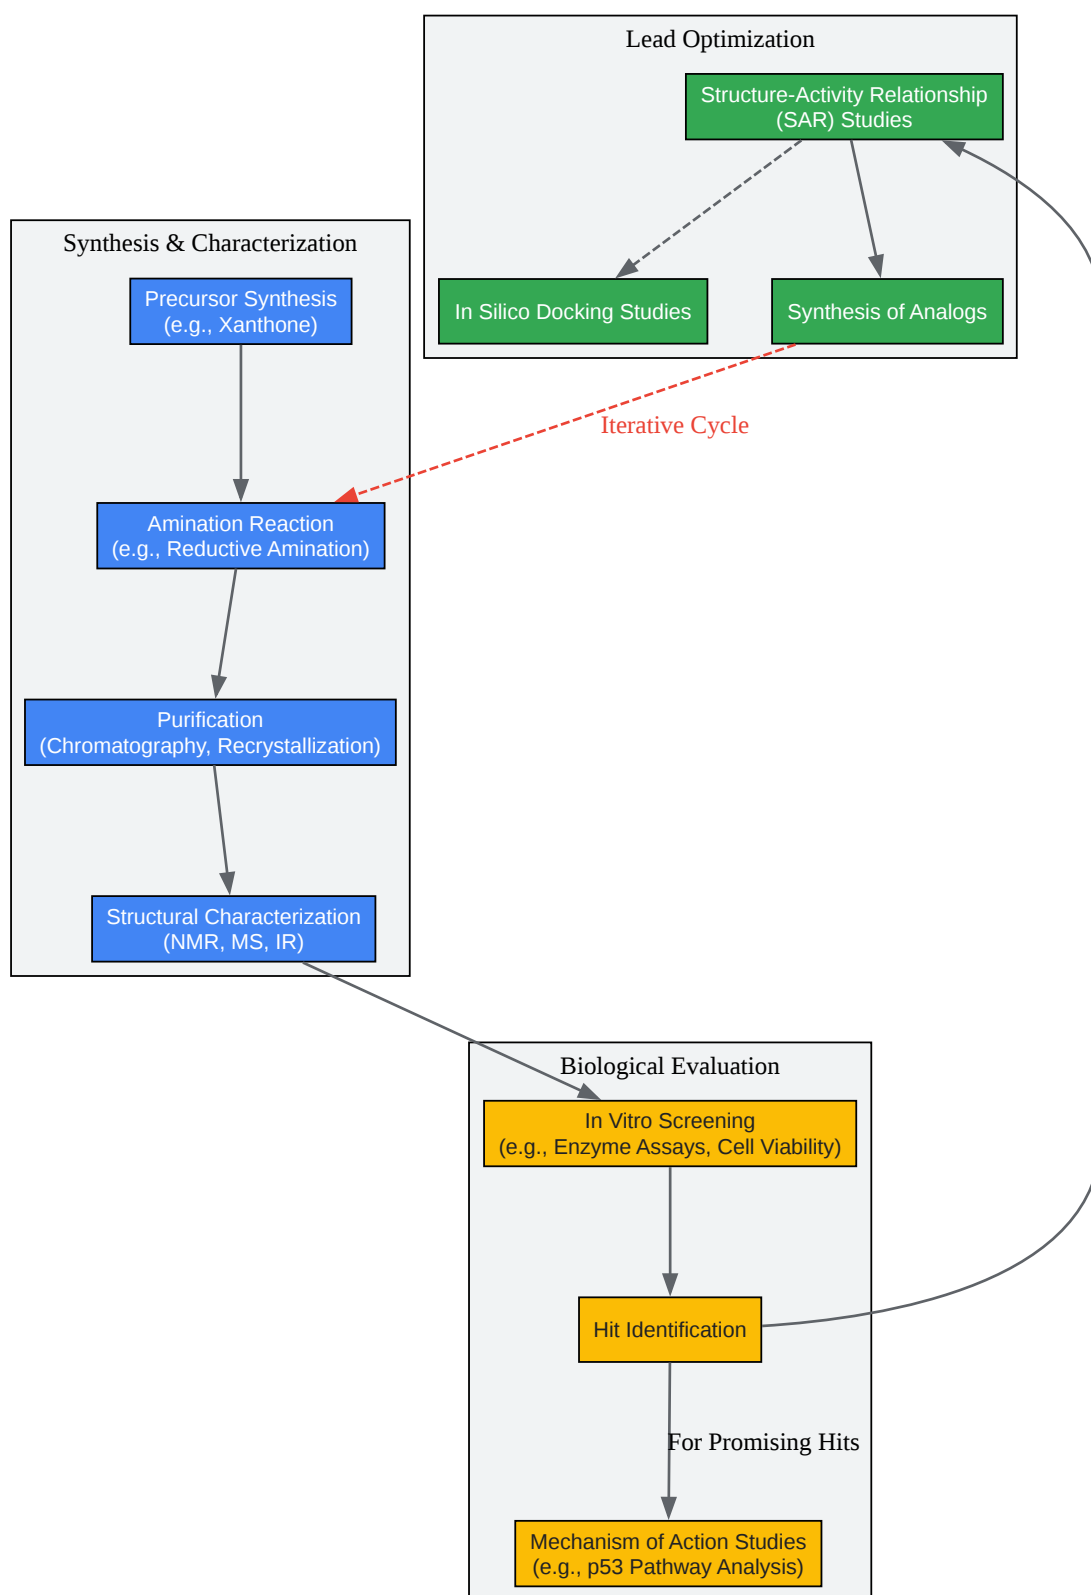 Lead Optimization
Structure-Activity Relationship
(SAR) Studies
In Silico Docking Studies
Synthesis of Analogs
Iterative Cycle
Synthesis & Characterization
Precursor Synthesis
(e.g., Xanthone)
Amination Reaction
(e.g., Reductive Amination)
Purification
(Chromatography, Recrystallization)
Structural Characterization
(NMR, MS, IR)
Biological Evaluation
In Vitro Screening
(e.g., Enzyme Assays, Cell Viability)
Hit Identification
For Promising Hits
Mechanism of Action Studies
(e.g., p53 Pathway Analysis)